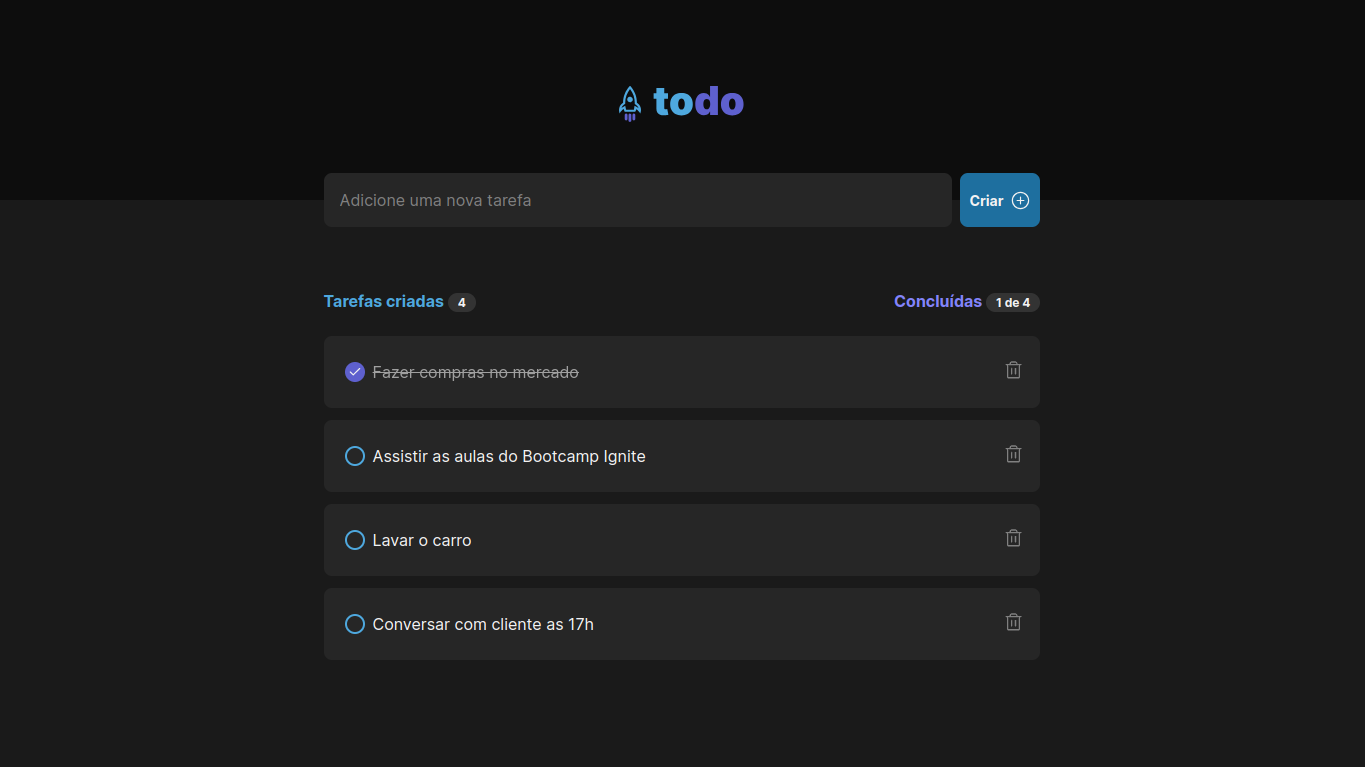 todo
Adicione uma nova tarefa
Criar
Tarefas criadas 4
Concluídas 1 de 4
Fazer compras no mercado
Assistir as aulas do Bootcamp Ignite
Lavar o carro
Conversar com cliente as 17h